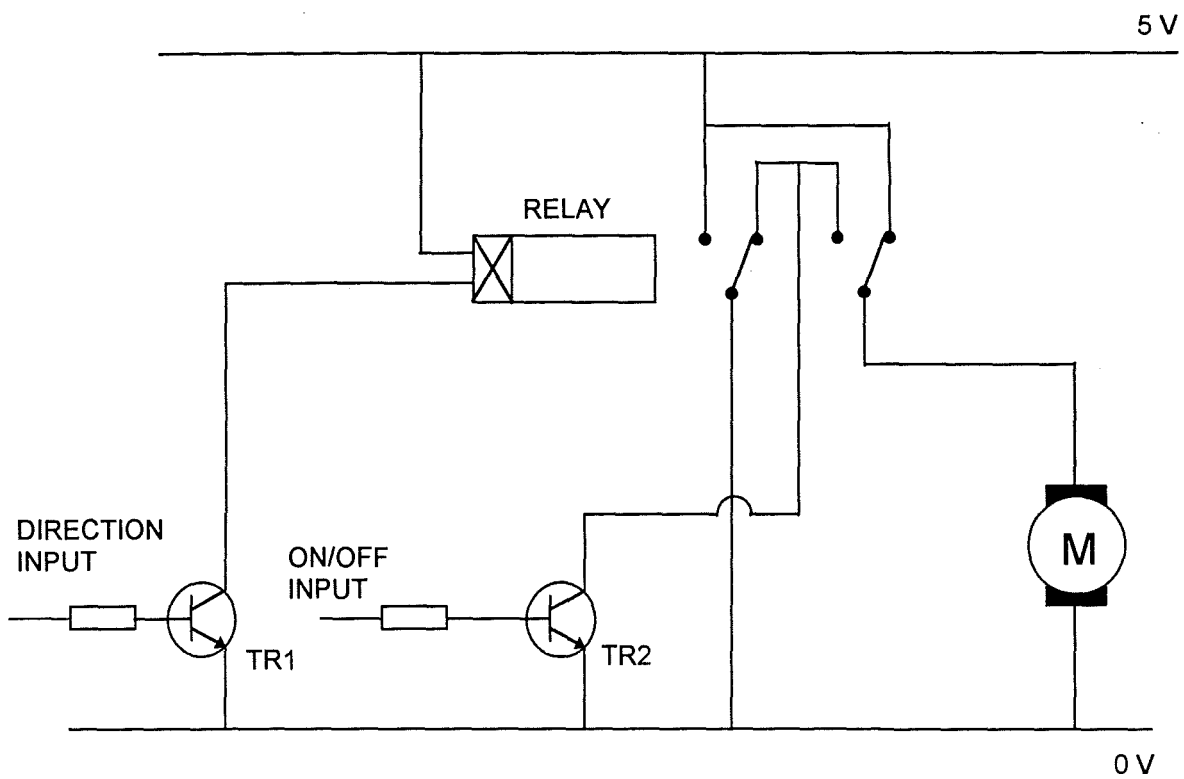 5 V
RELAY
DIRECTION
INPUT
ON/OFF
INPUT
M
TR1
TR2
0 V